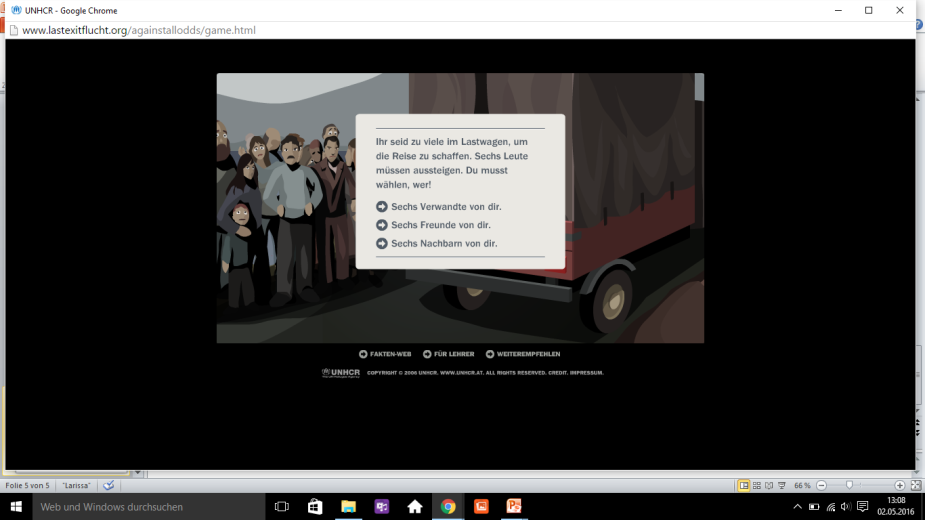 UNHCR - Google Chrome
www.lastexitflucht.org/againstallodds/game.html
Ihr seid zu viele im Lastwagen, um
die Reise zu schaffen. Sechs Leute
müssen aussteigen. Du musst
wählen, wer!
Sechs Verwandte von dir.
Sechs Freunde von dir.
Sechs Nachbarn von dir.
FAKTEN-WEB FÜR LEHRER WEITEREMPFEHLEN
UNHCR COPYRIGHT © 2006 UNHCR. WWW.UNHCR.AT. ALL RIGHTS RESERVED. CREDIT. IMPRESSUM.
Folie 5 von 5 "Larissa" 66 %
Web und Windows durchsuchen 13:08
02.05.2016